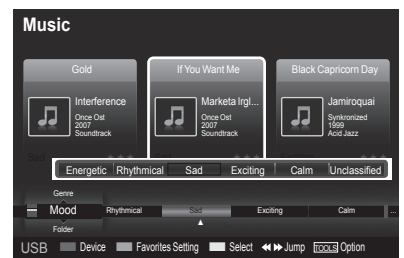 Music
Gold
If You Want Me
Black Capricorn Day
Interference
Once Ost
2007
Soundtrack
Marketa Irgl...
Once Ost
2007
Soundtrack
Jamiroquai
Synkronized
1999
Acid Jazz
Sad
Energetic Rhythmical Sad Exciting Calm Unclassified
Genre
Mood Rhythmical Sad Exciting Calm ...
Folder
USB Device Favorites Setting Select Jump TOOLS Option